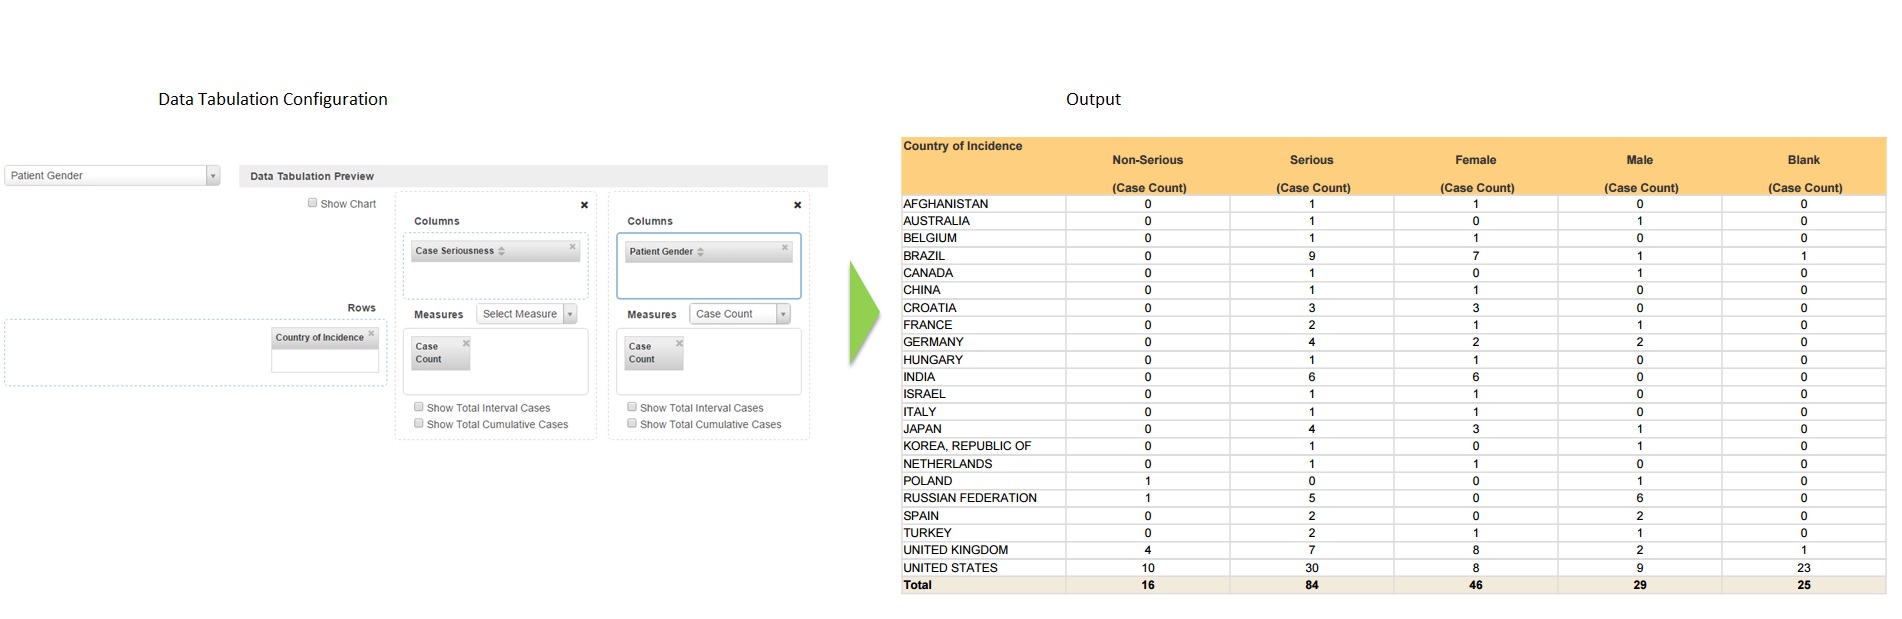 Data Tabulation Configuration
Output
Patient Gender
Data Tabulation Preview
Show Chart
Columns
Case Seriousness
Columns
Patient Gender
Rows
Country of Incidence
Measures
Select Measure
Case
Count
Measures
Case Count
Case
Count
Show Total Interval Cases
Show Total Cumulative Cases
Show Total Interval Cases
Show Total Cumulative Cases
Country of Incidence
Non-Serious Serious Female Male Blank
(Case Count) (Case Count) (Case Count) (Case Count) (Case Count)
AFGHANISTAN 0 1 1 0 0
AUSTRALIA 0 1 0 1 0
BELGIUM 0 1 1 0 0
BRAZIL 0 9 7 1 1
CANADA 0 1 0 1 0
CHINA 0 1 1 0 0
CROATIA 0 3 3 0 0
FRANCE 0 2 1 1 0
GERMANY 0 4 2 2 0
HUNGARY 0 1 1 0 0
INDIA 0 6 6 0 0
ISRAEL 0 1 1 0 0
ITALY 0 1 1 0 0
JAPAN 0 4 3 1 0
KOREA, REPUBLIC OF 0 1 0 1 0
NETHERLANDS 0 1 1 0 0
POLAND 1 0 0 1 0
RUSSIAN FEDERATION 1 5 0 6 0
SPAIN 0 2 0 2 0
TURKEY 0 2 1 1 0
UNITED KINGDOM 4 7 8 2 1
UNITED STATES 10 30 8 9 23
Total 16 84 46 29 25